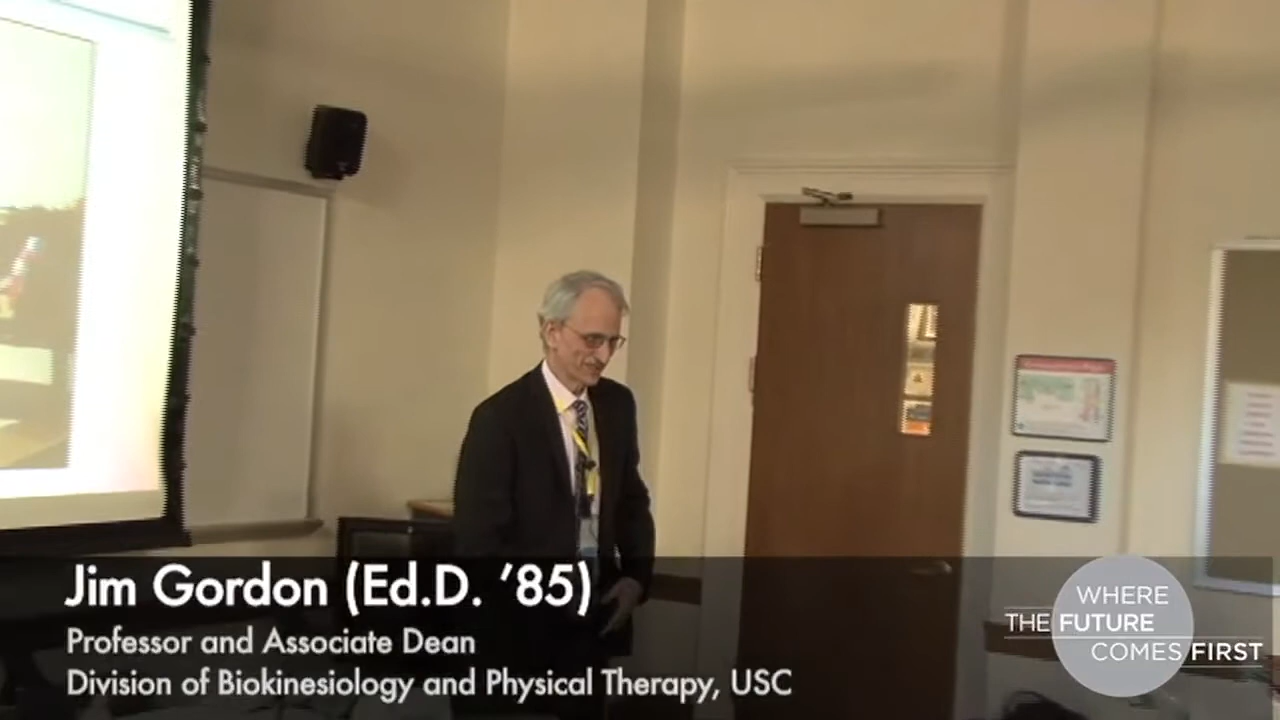 Jim Gordon (Ed.D. ’85)
Professor and Associate Dean
Division of Biokinesiology and Physical Therapy, USC
WHERE
THE FUTURE
COMES FIRST